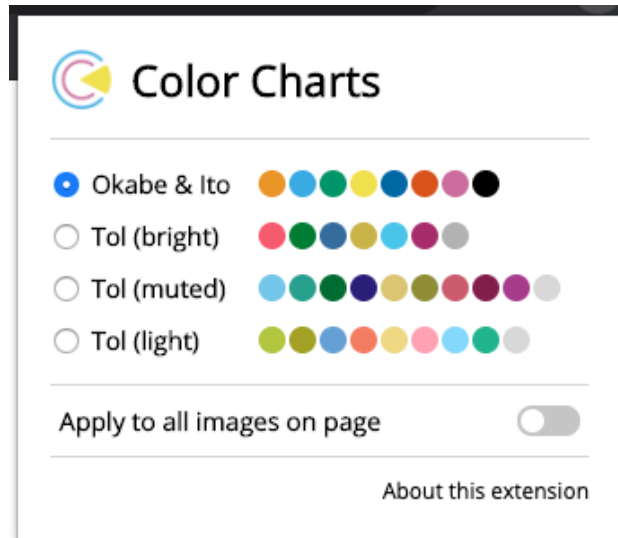 Color Charts
Okabe & Ito
Tol (bright)
Tol (muted)
Tol (light)
Apply to all images on page
About this extension